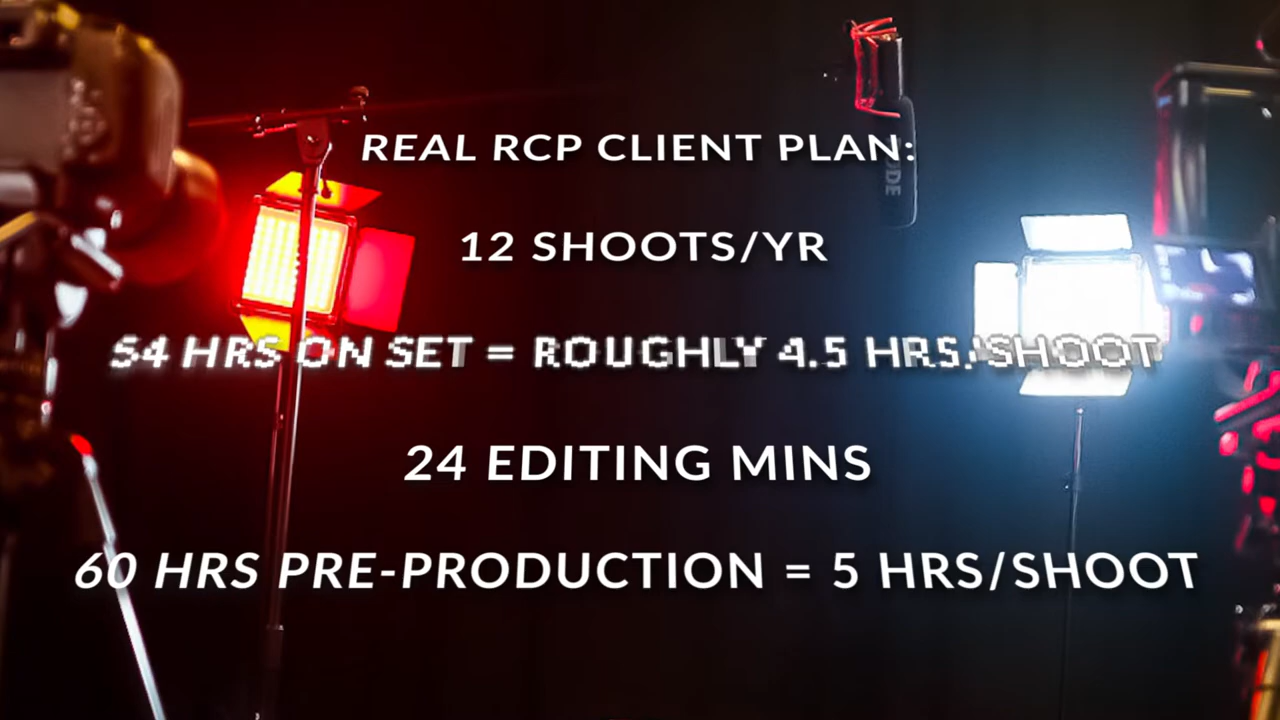 REAL RCP CLIENT PLAN:
12 SHOOTS/YR
54 HRS ON SET = ROUGHLY 4.5 HRS/SHOOT
24 EDITING MINS
60 HRS PRE-PRODUCTION = 5 HRS/SHOOT